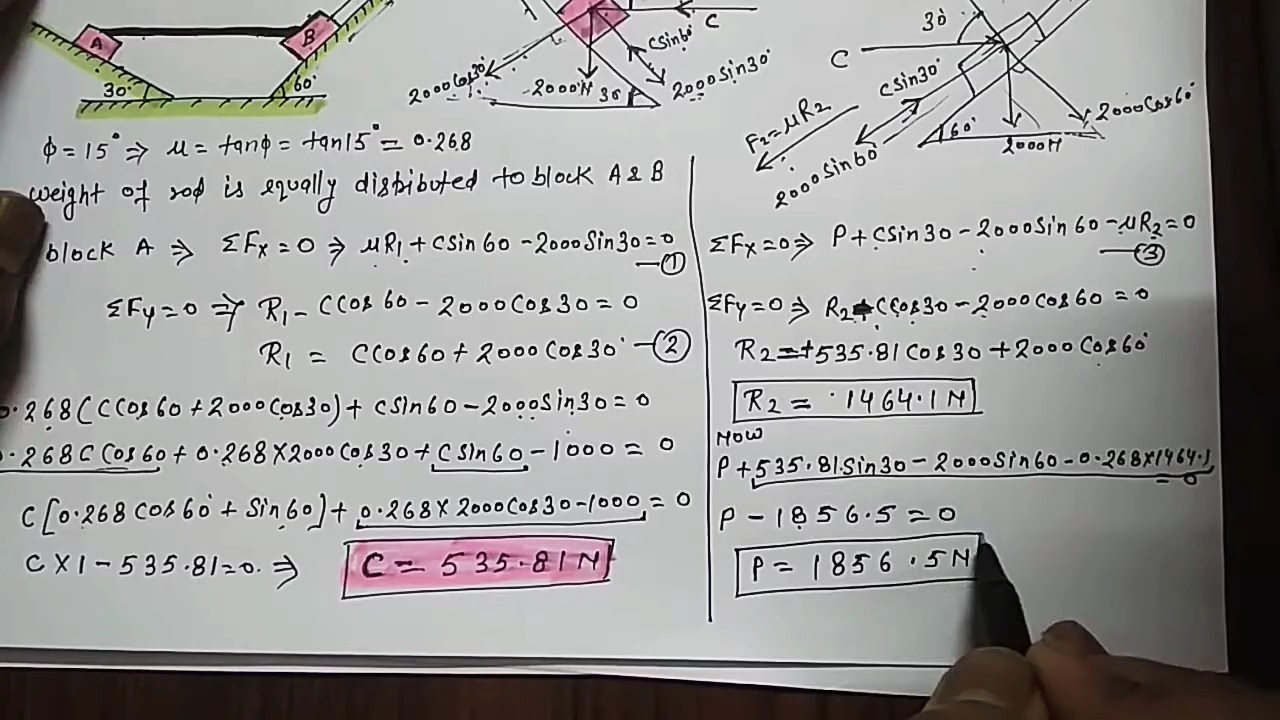 A
B
30°
60°
2000Cos30°
2000N
30
Csin60°
2000Sin30°
C
30
C
Csin30°
F2=μR2
2000Sin60°
60°
2000N
2000Cos60°
φ=15° ⇒ μ = tanφ = tan15° = 0.268
weight of rod is equally distibuted to block A & B
block A ⇒ ΣFx=0 ⇒ μR1+Csin60-2000Sin30=0
—①
ΣFy=0 ⇒ R1-CCos60-2000Cos30=0
R1 = CCos60+2000Cos30° —②
0.268(CCos60+2000Cos30)+CSin60-2000Sin30=0
0.268CCos60+0.268×2000Cos30+CSin60-1000=0
C[0.268Cos60+Sin60]+0.268×2000Cos30-1000=0
C×1-535.81=0. ⇒ C=535.81N
ΣFx=0⇒ P+CSin30-2000Sin60-μR2=0
—③
ΣFy=0⇒ R2-CCos30-2000Cos60=0
R2=+535.81Cos30+2000Cos60°
R2=1464.1N
NOW
P+535.81Sin30-2000Sin60-0.268×1464.1
=0
P-1856.5=0
P=1856.5N